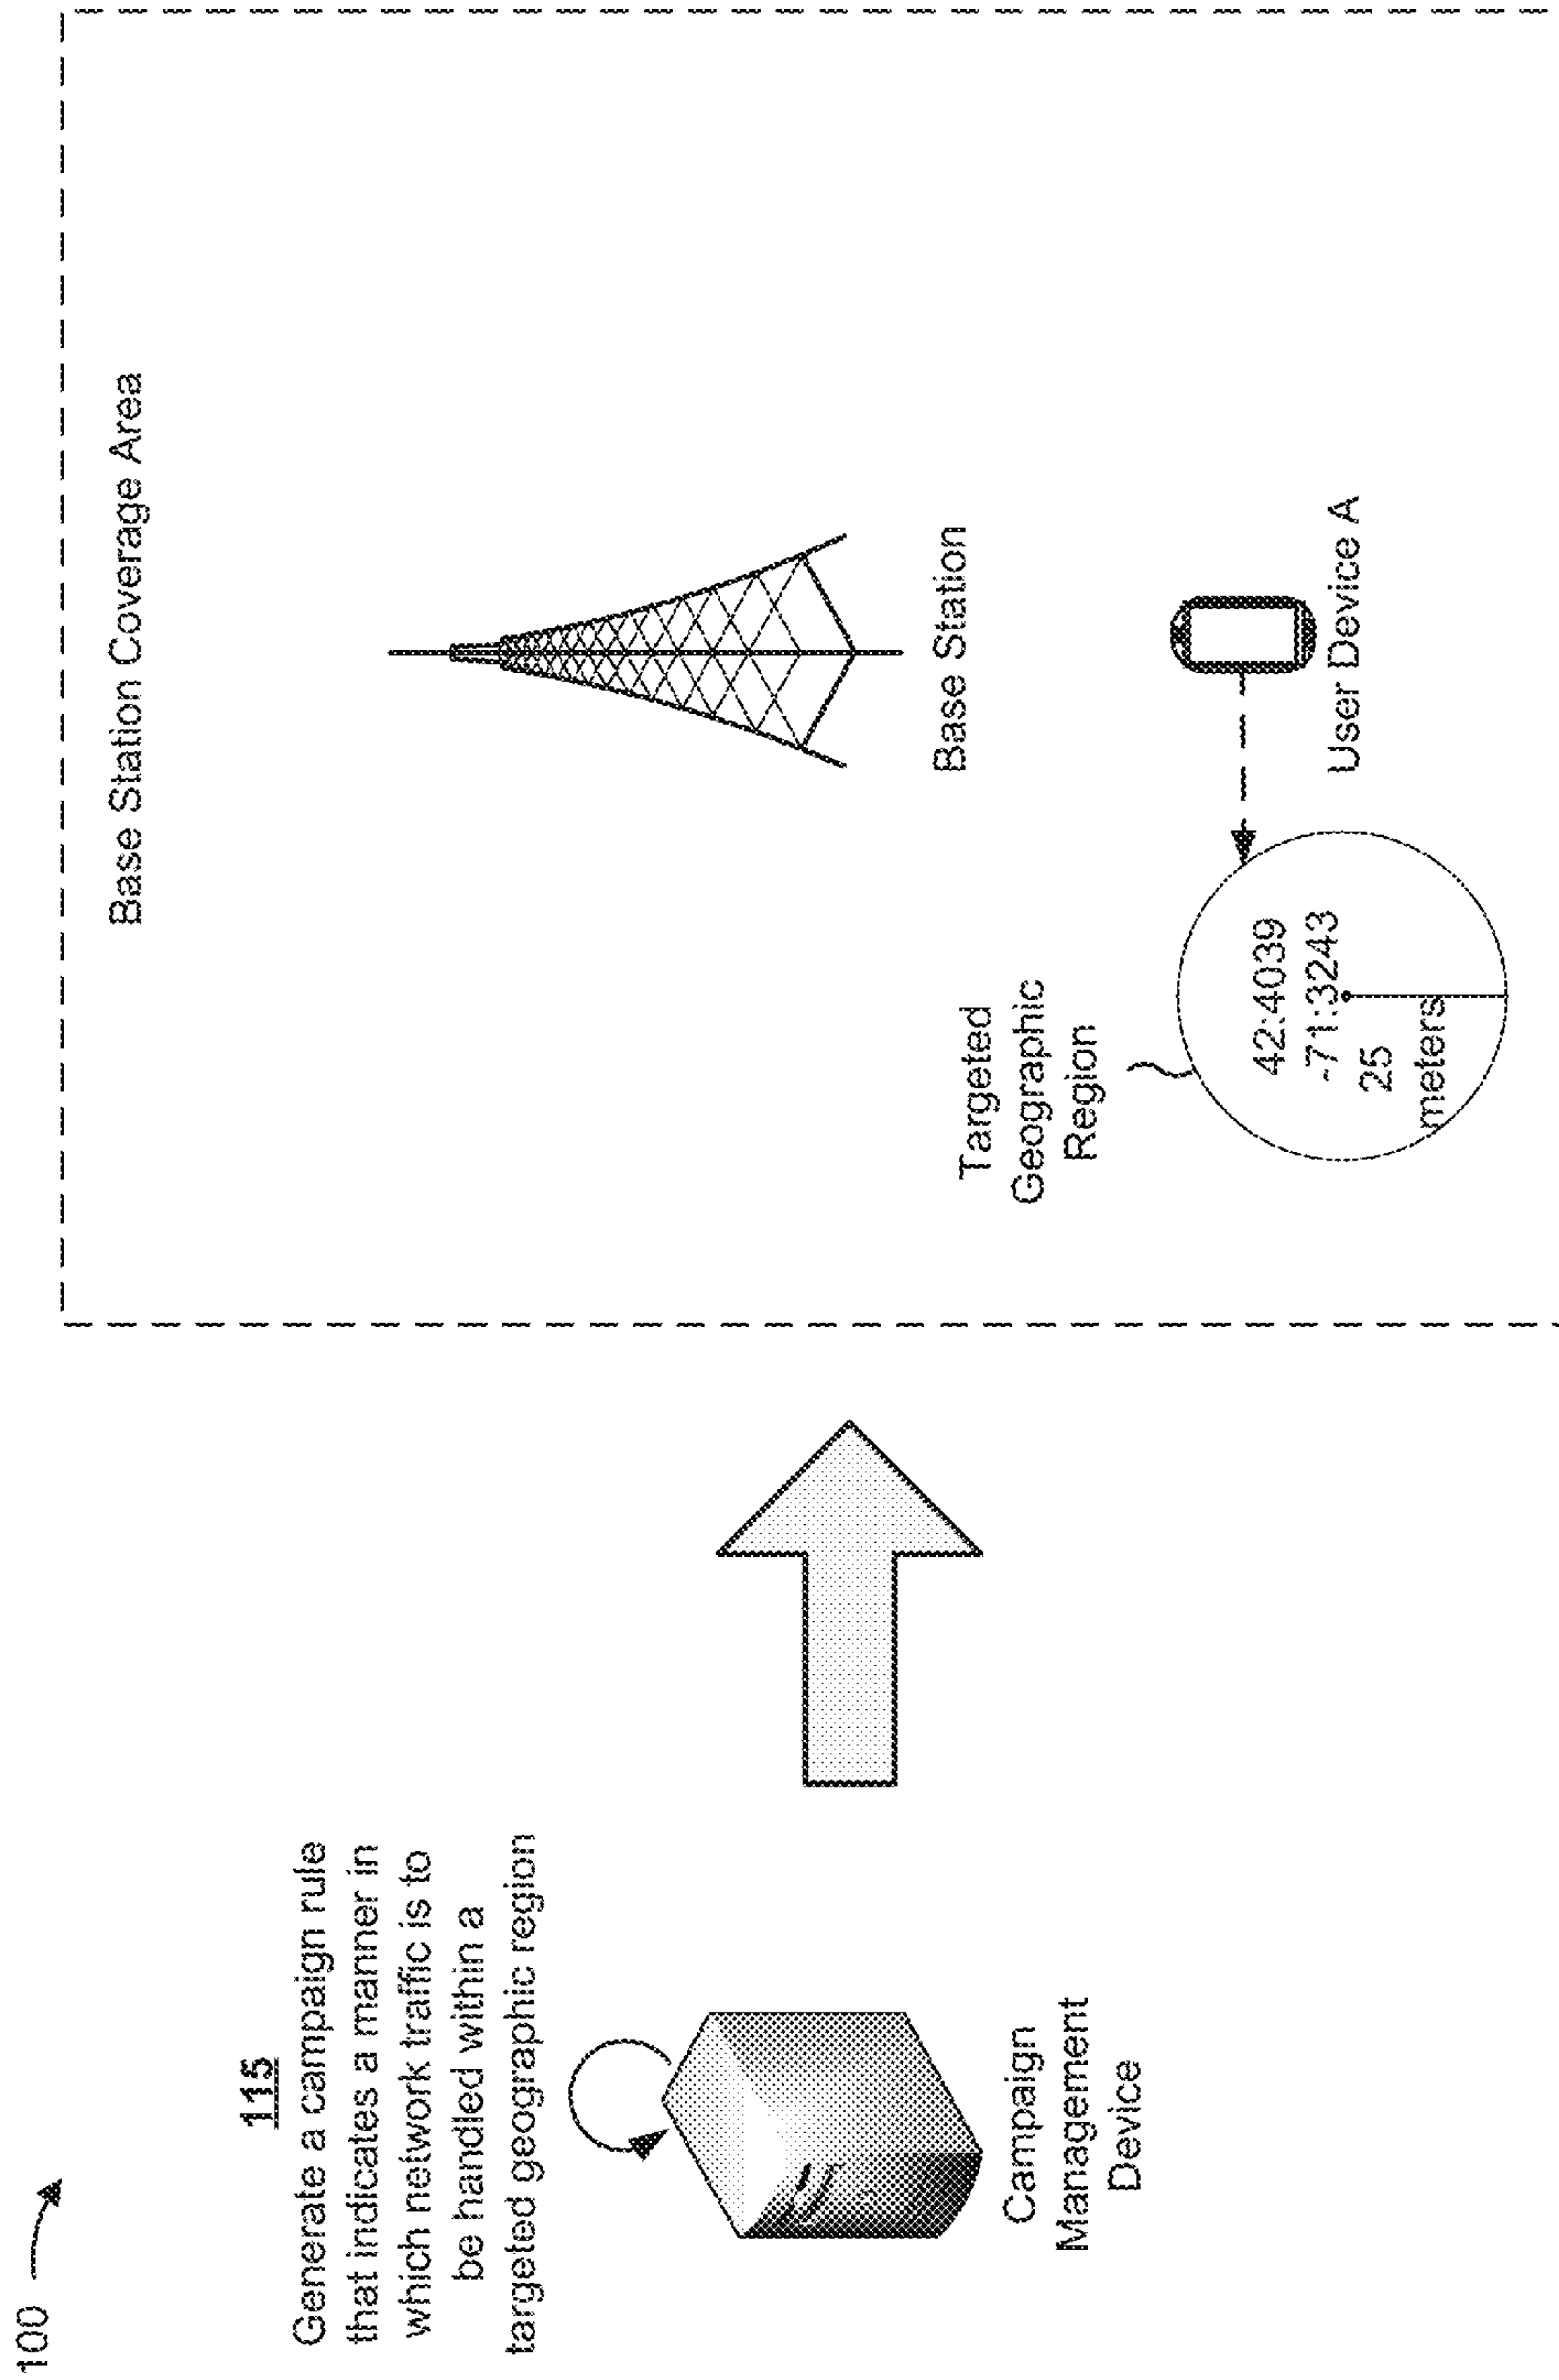 100
115
Generate a campaign rule
that indicates a manner in
which network traffic is to
be handled within a
targeted geographic region
Campaign
Management
Device
Base Station Coverage Area
Base Station
Targeted
Geographic
Region
42:4039
-71:3243
25
meters
User Device A